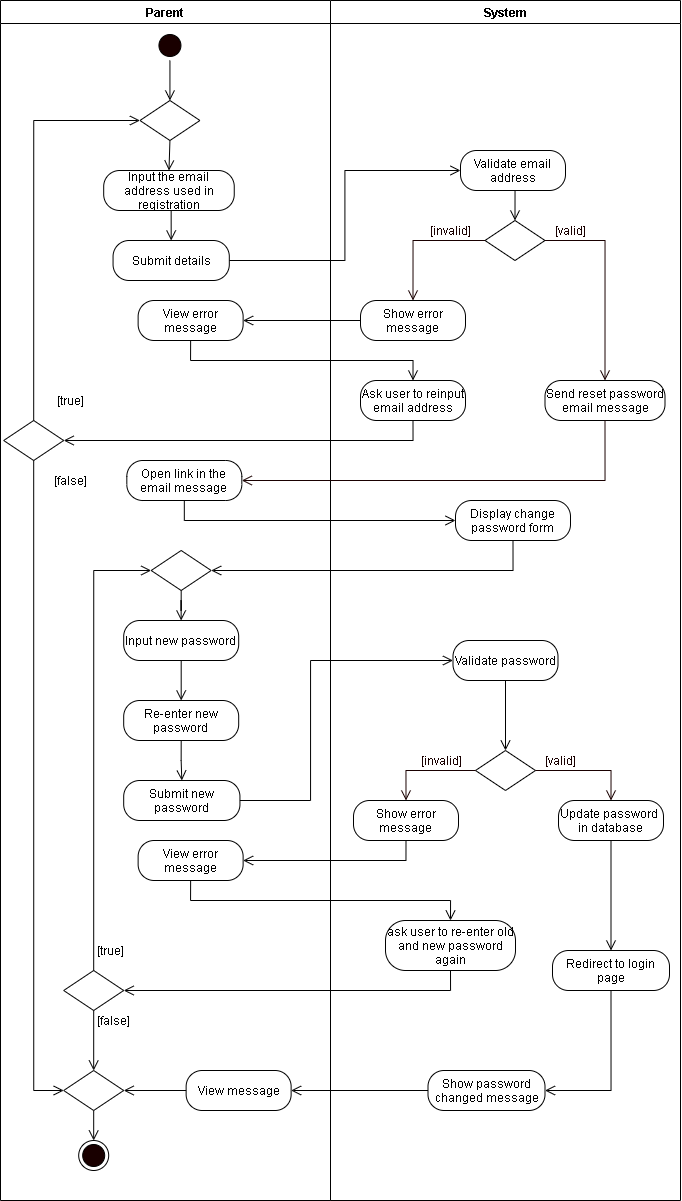 Parent
System
Input the email
address used in
registration
Validate email
address
[invalid]
[valid]
Submit details
View error
message
Show error
message
Ask user to reinput
email address
Send reset password
email message
[true]
[false]
Open link in the
email message
Display change
password form
Input new password
Validate password
Re-enter new
password
[invalid]
[valid]
Submit new
password
Show error
message
Update password
in database
View error
message
ask user to re-enter old
and new password
again
[true]
Redirect to login
page
[false]
View message
Show password
changed message